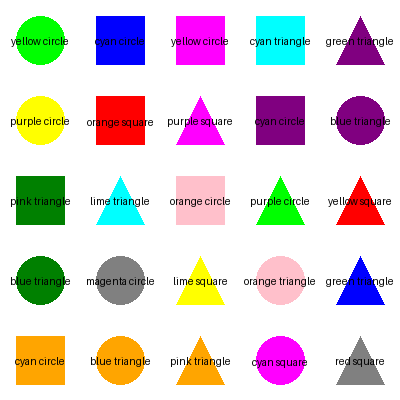 yellow circle
cyan circle
yellow circle
cyan triangle
green triangle
purple circle
orange square
purple square
cyan circle
blue triangle
pink triangle
lime triangle
orange circle
purple circle
yellow square
blue triangle
magenta circle
lime square
orange triangle
green triangle
cyan circle
blue triangle
pink triangle
cyan square
red square